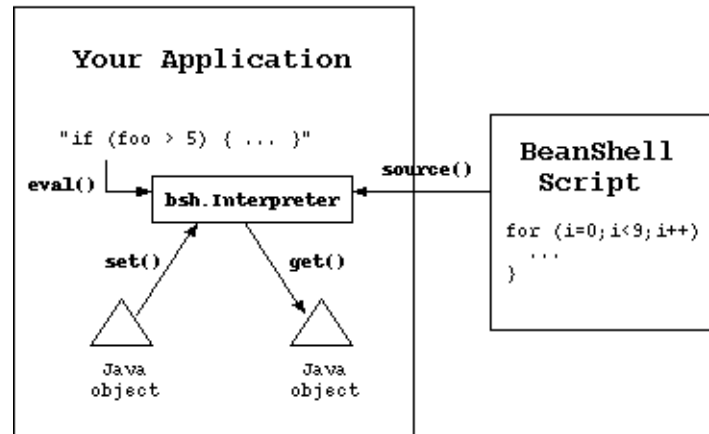 Your Application
"if (foo > 5) { ... }"
eval()
bsh.Interpreter
source()
set()
get()
Java
object
Java
object
BeanShell
Script
for (i=0;i<9;i++)
...
}